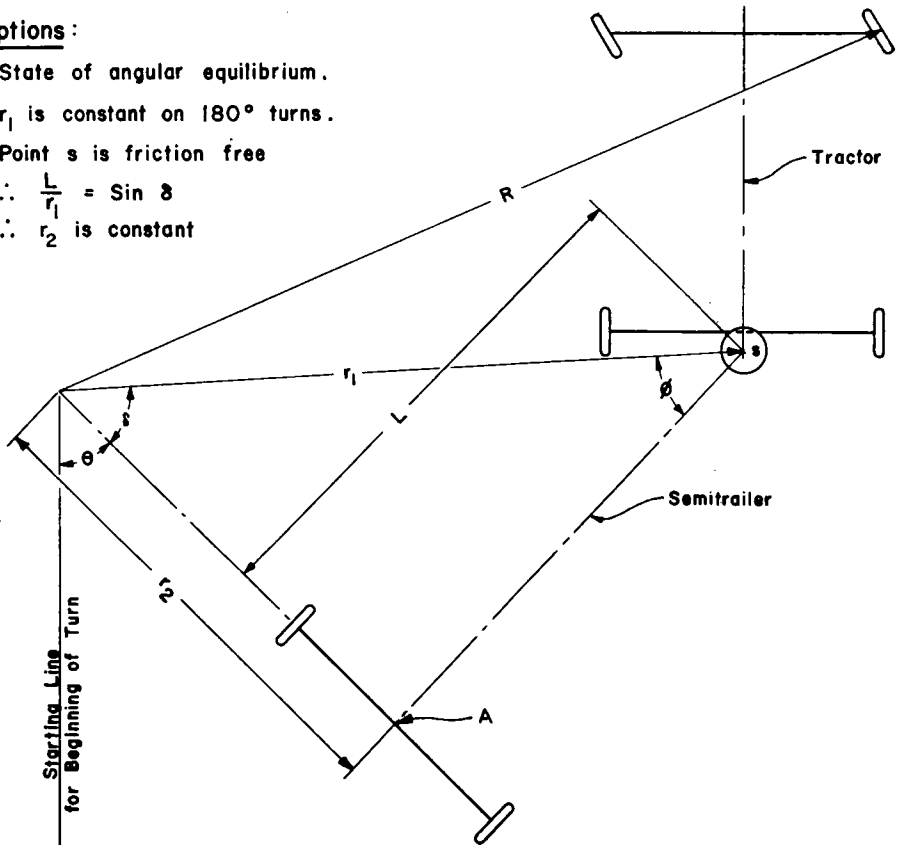 ptions:
State of angular equilibrium.
r₁ is constant on 180° turns.
Point s is friction free
∴ L/r₁ = Sin δ
∴ r₂ is constant
Tractor
R
s
r₁
L
ø
δ
θ
Semitrailer
r₂
A
Starting Line
for Beginning of Turn